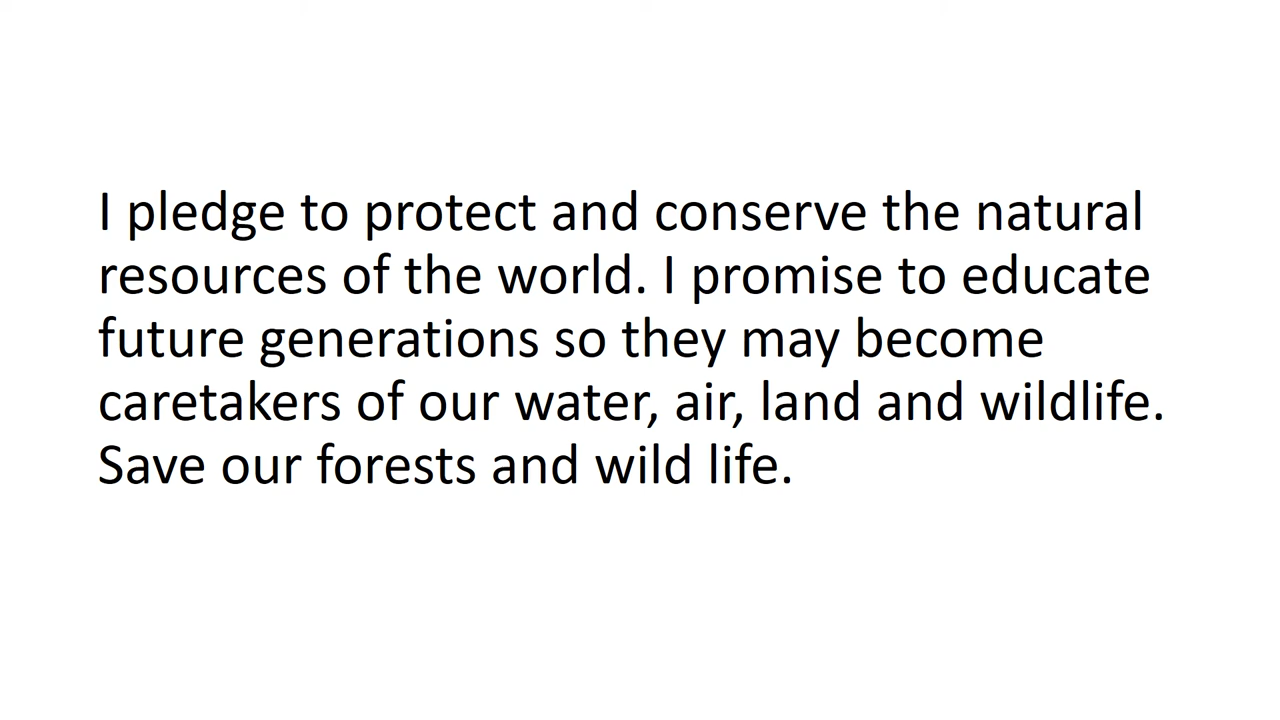 I pledge to protect and conserve the natural
resources of the world. I promise to educate
future generations so they may become
caretakers of our water, air, land and wildlife.
Save our forests and wild life.